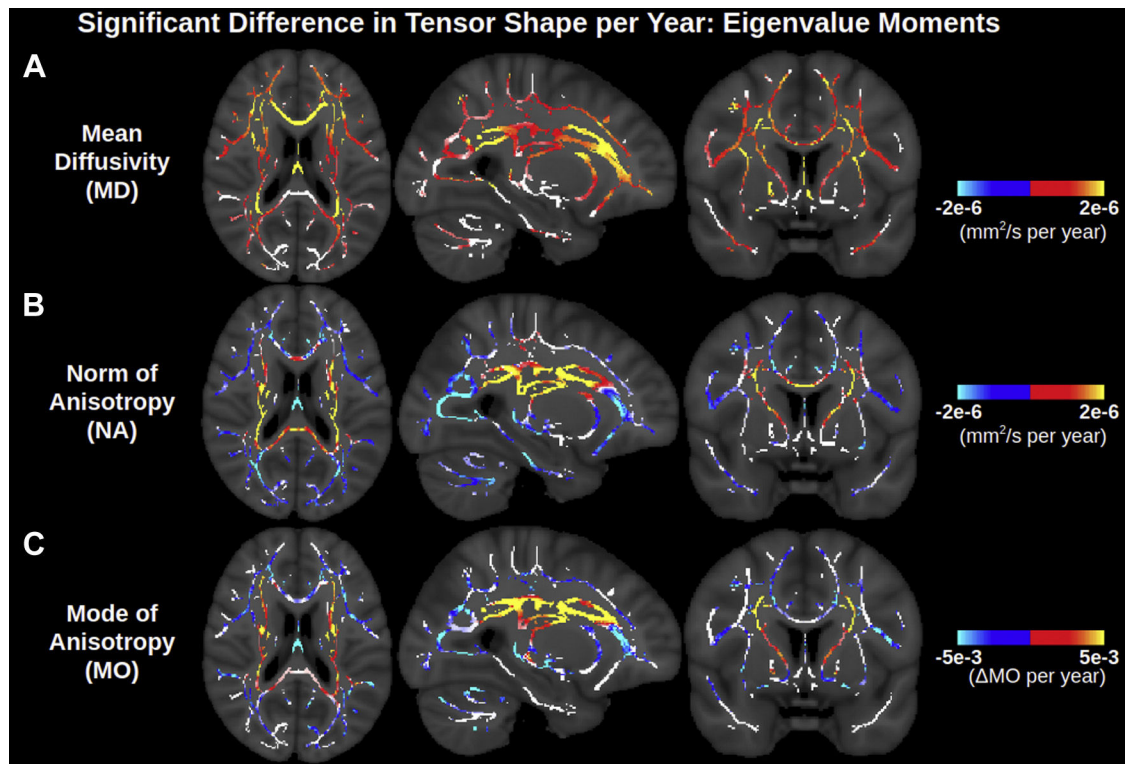 Significant Difference in Tensor Shape per Year: Eigenvalue Moments
A
Mean
Diffusivity
(MD)
-2e-6 2e-6
(mm²/s per year)
B
Norm of
Anisotropy
(NA)
-2e-6 2e-6
(mm²/s per year)
C
Mode of
Anisotropy
(MO)
-5e-3 5e-3
(ΔMO per year)